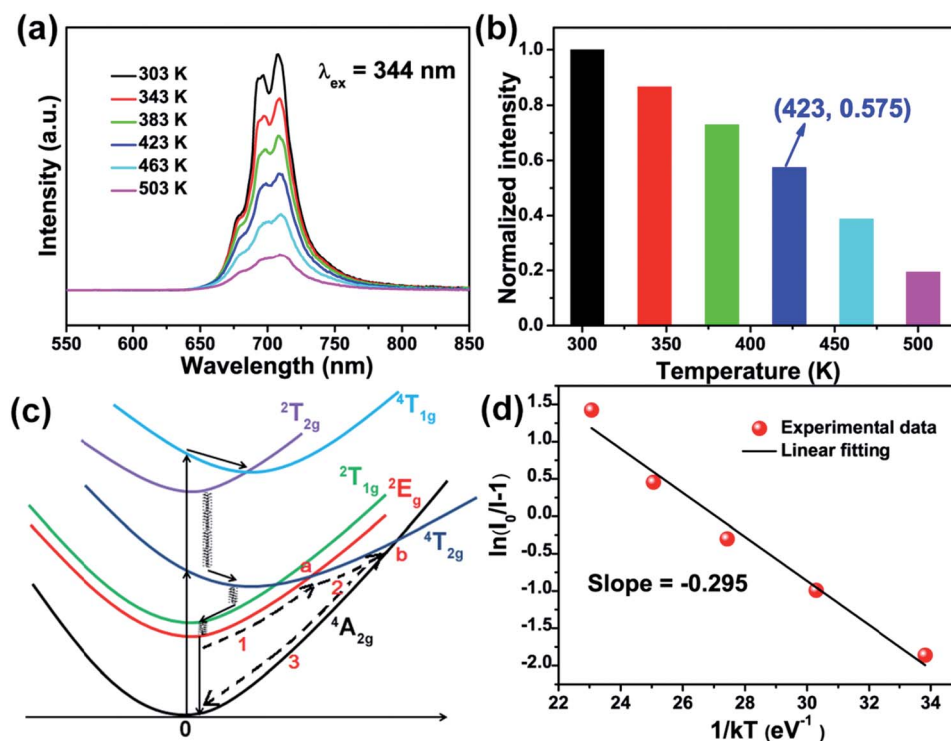 (a)
λex = 344 nm
303 K
343 K
383 K
423 K
463 K
503 K
Intensity (a.u.)
550 600 650 700 750 800 850
Wavelength (nm)
(b)
(423, 0.575)
Normalized intensity
1.0
0.8
0.6
0.4
0.2
0.0
300 350 400 450 500
Temperature (K)
(c)
²T2g
⁴T1g
²T1g
²Eg
⁴T2g
a
b
2
1
⁴A2g
3
0
(d)
Experimental data
Linear fitting
ln(I0/I-1)
1.5
1.0
0.5
0.0
-0.5
-1.0
-1.5
-2.0
Slope = -0.295
22 24 26 28 30 32 34
1/kT (eV⁻¹)